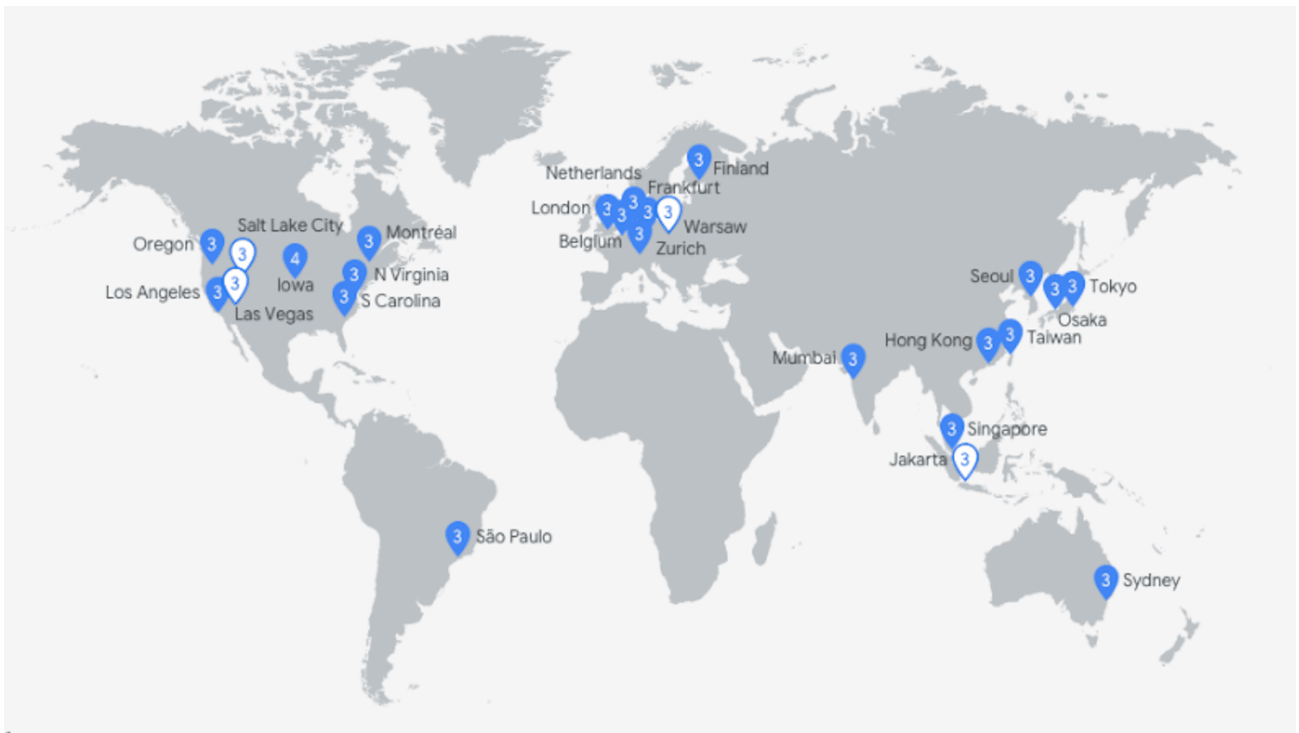 Finland
3
Netherlands
Frankfurt
3
London
3
3
3
3
Warsaw
Belgium
3
Zurich
Salt Lake City
Montréal
3
Oregon
3
3
4
Iowa
N Virginia
3
Los Angeles
3
3
S Carolina
3
Las Vegas
Seoul
3
3
3
Tokyo
Osaka
Hong Kong
3
3
Taiwan
Mumbai
3
3
Singapore
Jakarta
3
3
São Paulo
3
Sydney